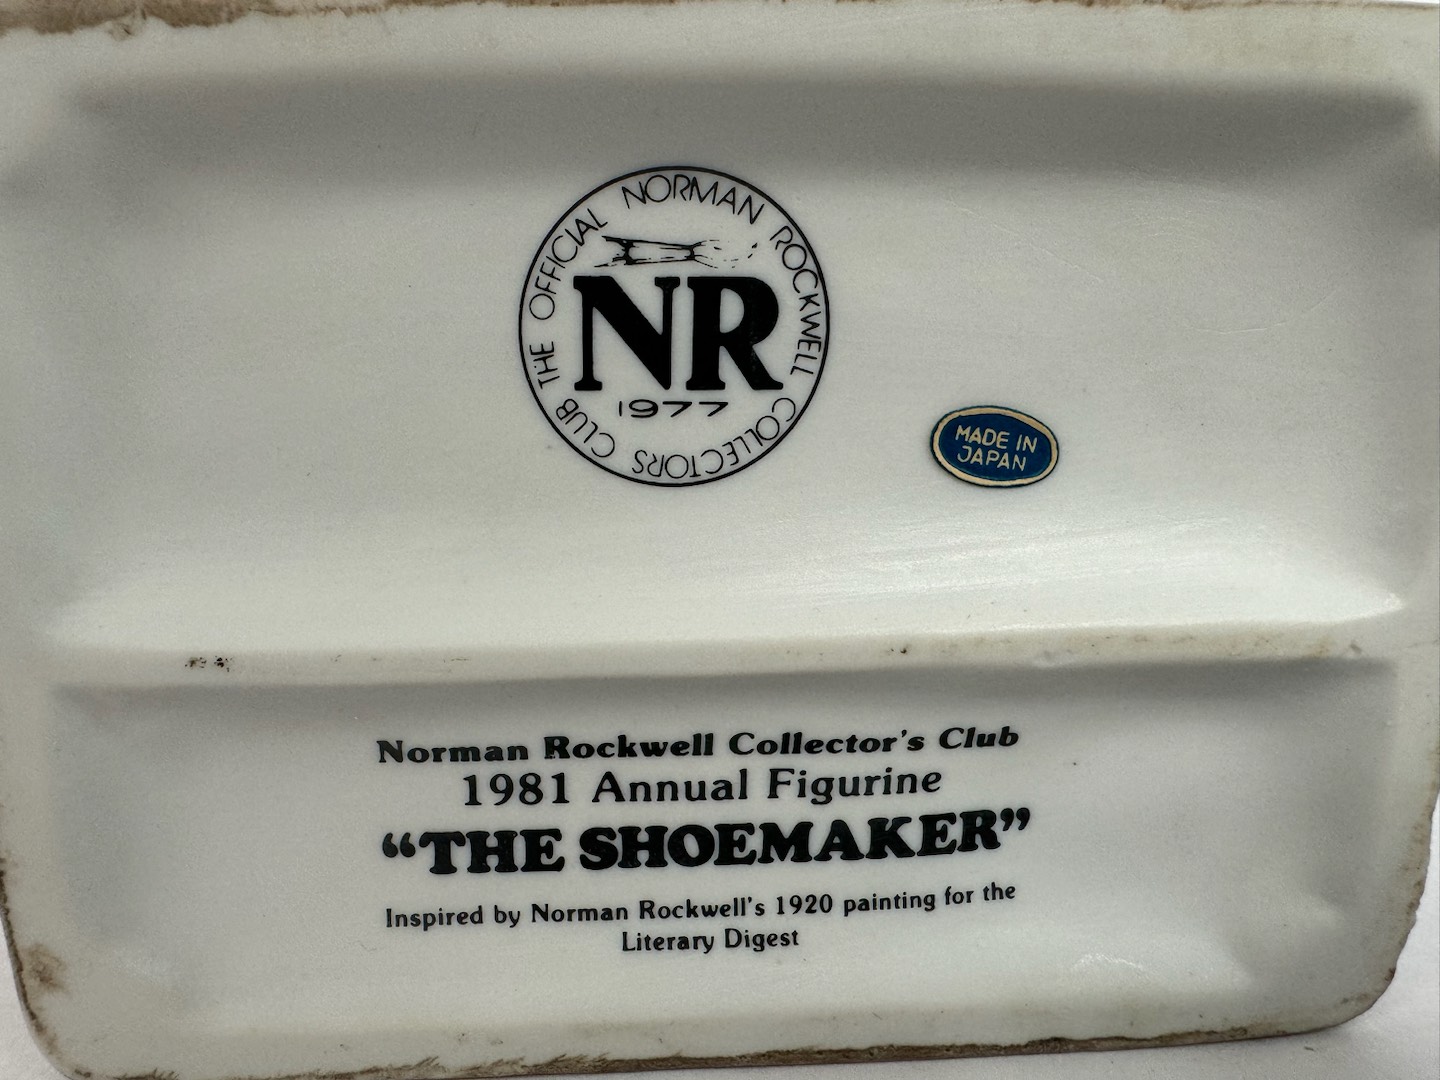 THE OFFICIAL NORMAN ROCKWELL COLLECTORS CLUB
NR
1977
MADE IN
JAPAN
Norman Rockwell Collector's Club
1981 Annual Figurine
“THE SHOEMAKER”
Inspired by Norman Rockwell's 1920 painting for the
Literary Digest